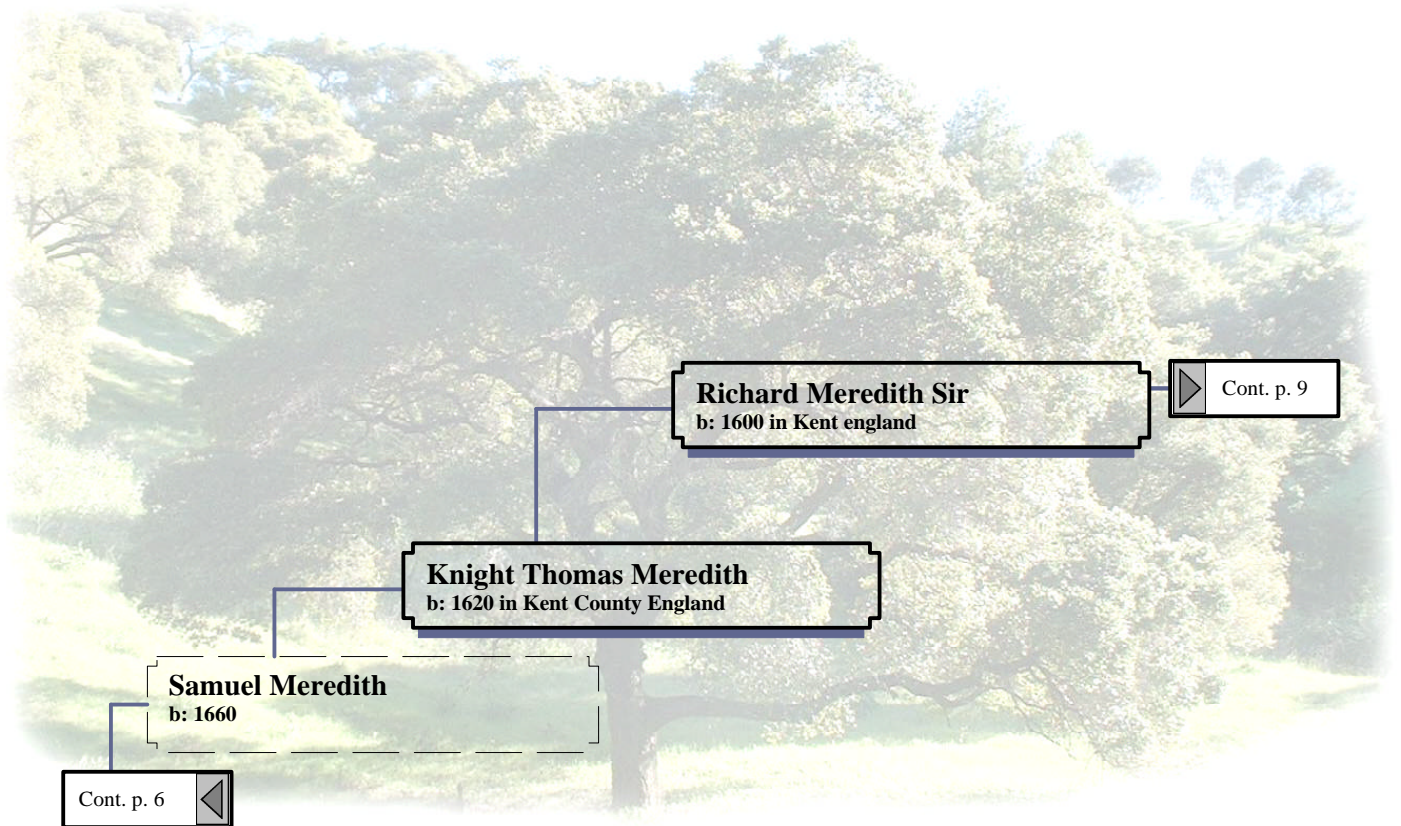 Richard Meredith Sir
b: 1600 in Kent england
Cont. p. 9
Knight Thomas Meredith
b: 1620 in Kent County England
Samuel Meredith
b: 1660
Cont. p. 6